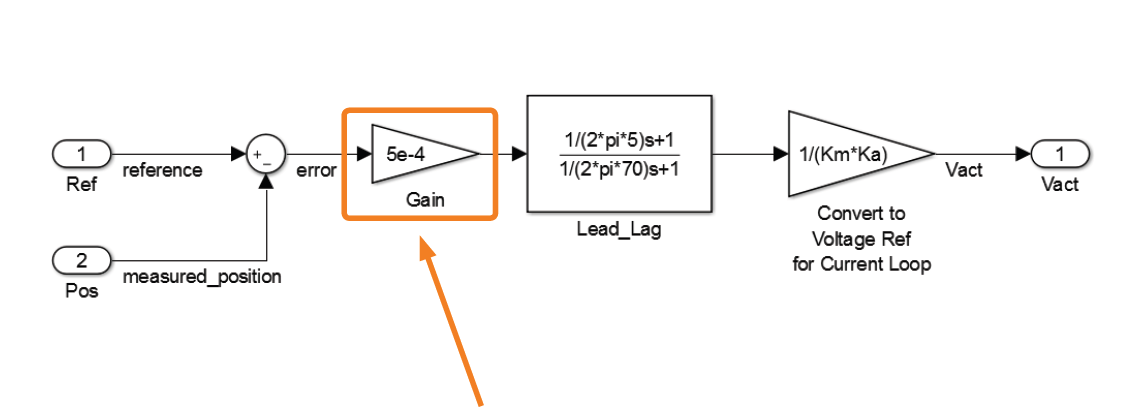 1
Ref
reference
+
_
error
5e-4
Gain
1/(2*pi*5)s+1
1/(2*pi*70)s+1
Lead_Lag
1/(Km*Ka)
Convert to
Voltage Ref
for Current Loop
Vact
1
Vact
2
Pos
measured_position